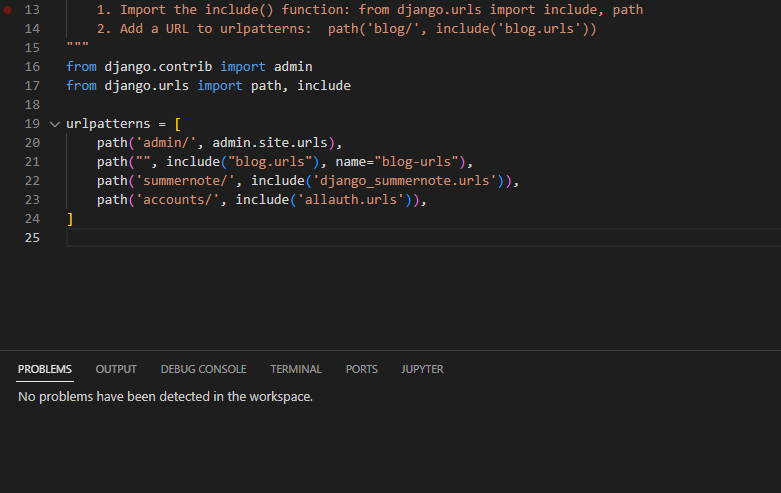 13 1. Import the include() function: from django.urls import include, path
14 2. Add a URL to urlpatterns:  path('blog/', include('blog.urls'))
15 """
16 from django.contrib import admin
17 from django.urls import path, include
18
19 urlpatterns = [
20     path('admin/', admin.site.urls),
21     path("", include("blog.urls"), name="blog-urls"),
22     path('summernote/', include('django_summernote.urls')),
23     path('accounts/', include('allauth.urls')),
24 ]
25
PROBLEMS OUTPUT DEBUG CONSOLE TERMINAL PORTS JUPYTER
No problems have been detected in the workspace.